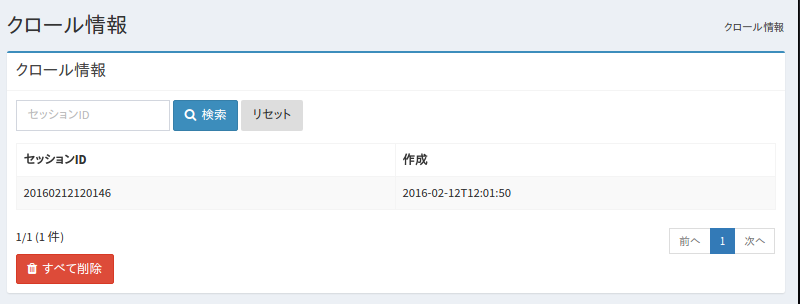 クロール情報
クロール情報
クロール情報
セッションID
検索
リセット
セッションID 作成
20160212120146 2016-02-12T12:01:50
1/1 (1 件)
前へ 1 次へ
すべて削除